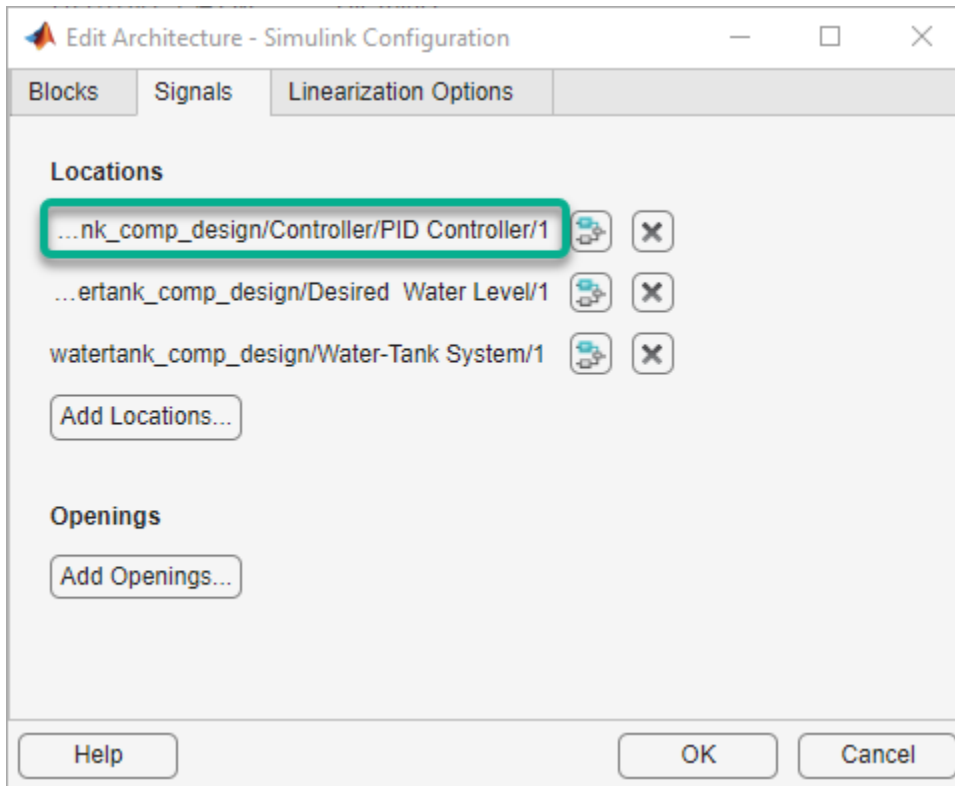 Edit Architecture - Simulink Configuration
Blocks Signals Linearization Options
Locations
...nk_comp_design/Controller/PID Controller/1
...ertank_comp_design/Desired  Water Level/1
watertank_comp_design/Water-Tank System/1
Add Locations...
Openings
Add Openings...
Help OK Cancel